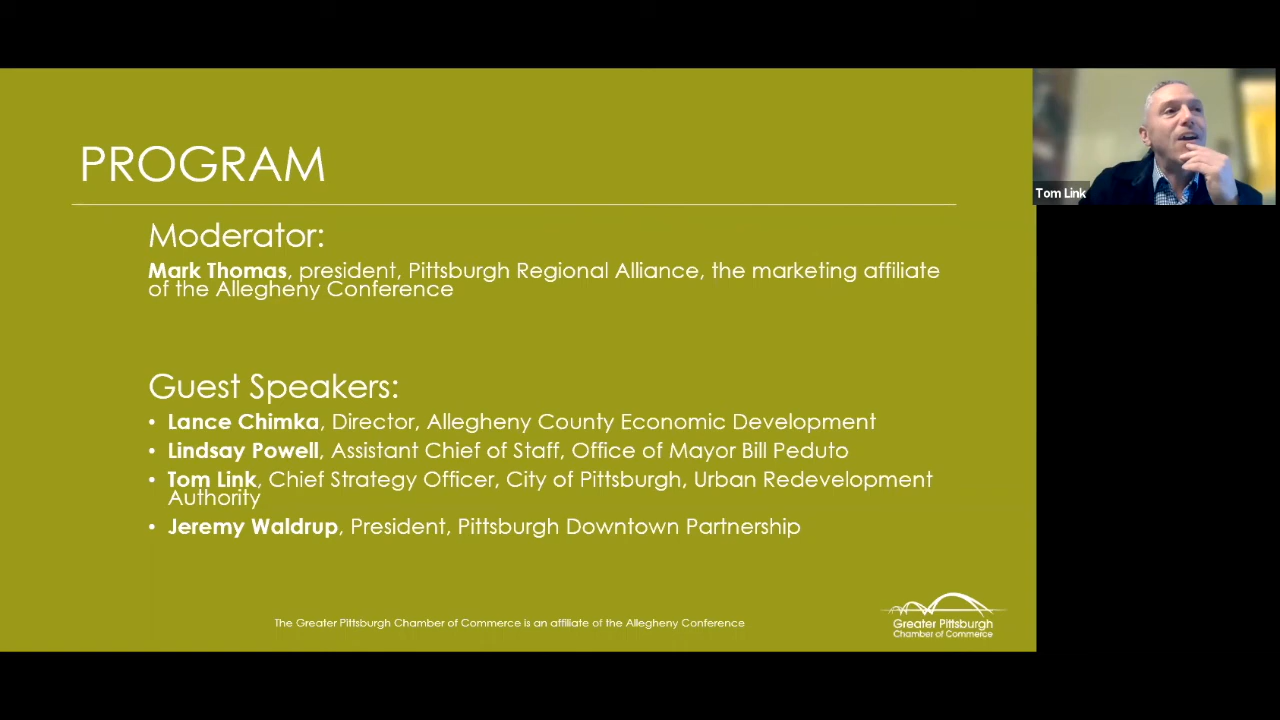 PROGRAM
Tom Link
Moderator:
Mark Thomas, president, Pittsburgh Regional Alliance, the marketing affiliate
of the Allegheny Conference
Guest Speakers:
• Lance Chimka, Director, Allegheny County Economic Development
• Lindsay Powell, Assistant Chief of Staff, Office of Mayor Bill Peduto
• Tom Link, Chief Strategy Officer, City of Pittsburgh, Urban Redevelopment
Authority
• Jeremy Waldrup, President, Pittsburgh Downtown Partnership
The Greater Pittsburgh Chamber of Commerce is an affiliate of the Allegheny Conference
Greater Pittsburgh
Chamber of Commerce